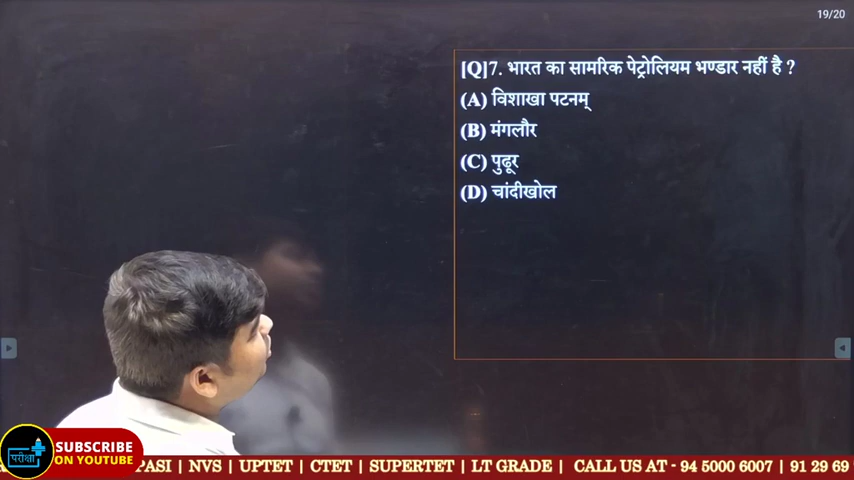 19/20
[Q]7. भारत का सामरिक पेट्रोलियम भण्डार नहीं है ?
(A) विशाखा पटनम्
(B) मंगलौर
(C) पुढूर
(D) चांदीखोल
परीक्षा
SUBSCRIBE
ON YOUTUBE
PASI | NVS | UPTET | CTET | SUPERTET | LT GRADE | CALL US AT - 94 5000 6007 | 91 29 69